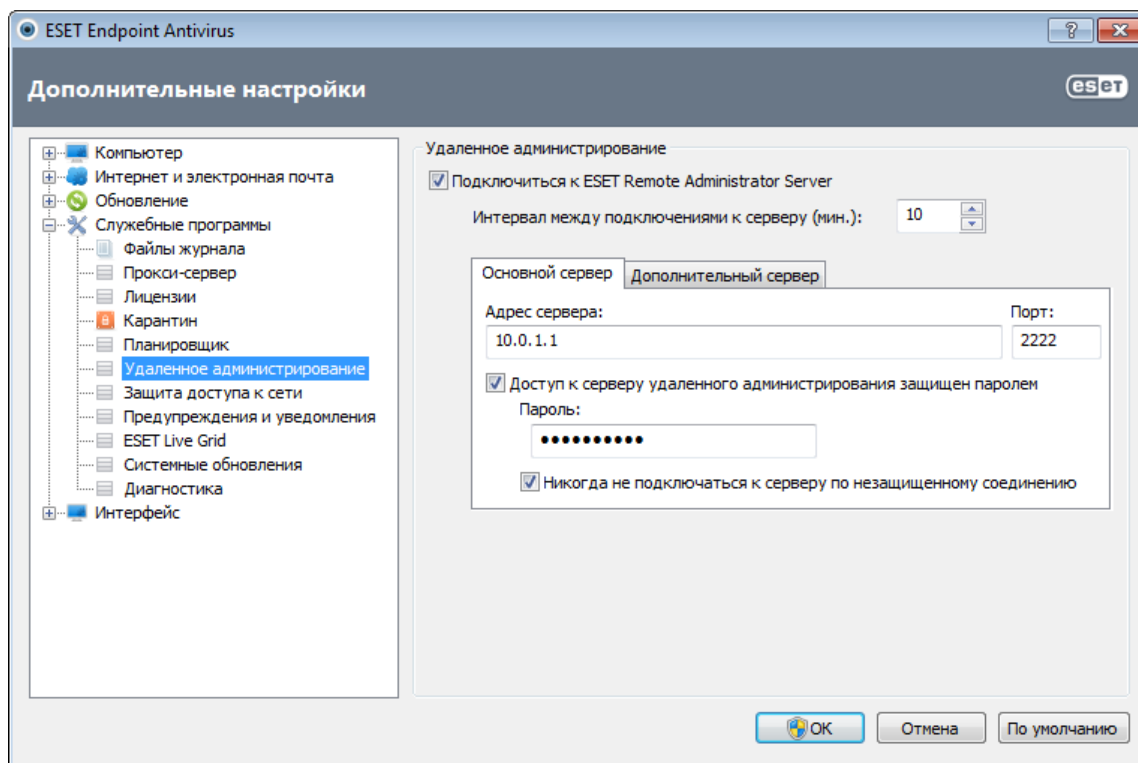 ESET Endpoint Antivirus
Дополнительные настройки
eset
Компьютер
Интернет и электронная почта
Обновление
Служебные программы
Файлы журнала
Прокси-сервер
Лицензии
Карантин
Планировщик
Удаленное администрирование
Защита доступа к сети
Предупреждения и уведомления
ESET Live Grid
Системные обновления
Диагностика
Интерфейс
Удаленное администрирование
Подключиться к ESET Remote Administrator Server
Интервал между подключениями к серверу (мин.): 10
Основной сервер Дополнительный сервер
Адрес сервера: Порт:
10.0.1.1 2222
Доступ к серверу удаленного администрирования защищен паролем
Пароль:
••••••••••
Никогда не подключаться к серверу по незащищенному соединению
OK Отмена По умолчанию